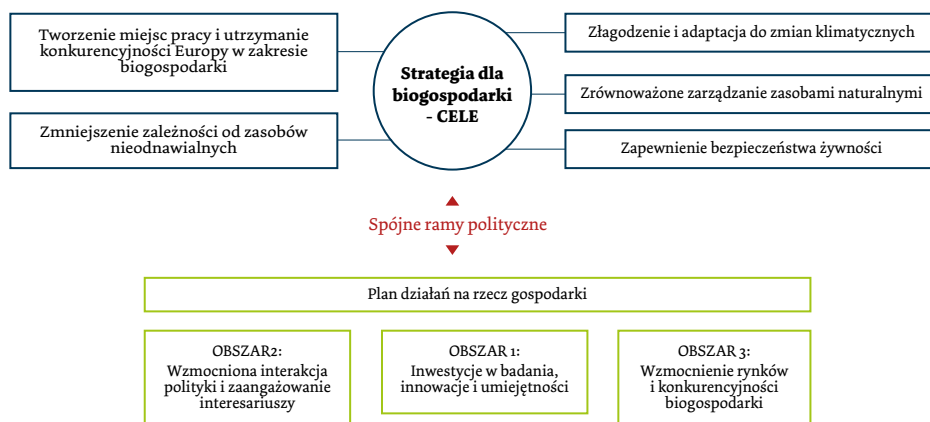 Tworzenie miejsc pracy i utrzymanie
konkurencyjności Europy w zakresie
biogospodarki
Zmniejszenie zależności od zasobów
nieodnawialnych
Strategia dla
biogospodarki
- CELE
Złagodzenie i adaptacja do zmian klimatycznych
Zrównoważone zarządzanie zasobami naturalnymi
Zapewnienie bezpieczeństwa żywności
Spójne ramy polityczne
Plan działań na rzecz gospodarki
OBSZAR2:
Wzmocniona interakcja
polityki i zaangażowanie
interesariuszy
OBSZAR 1:
Inwestycje w badania,
innowacje i umiejętności
OBSZAR 3:
Wzmocnienie rynków
i konkurencyjności
biogospodarki